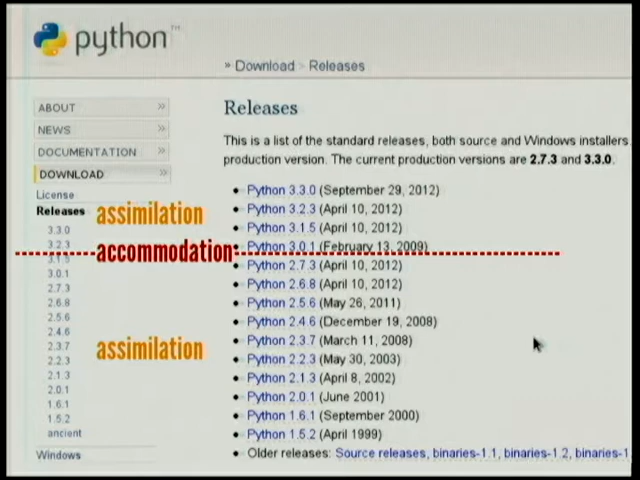 python™
» Download > Releases
ABOUT »
NEWS »
DOCUMENTATION »
DOWNLOAD »
License
Releases
3.3.0
3.2.3
3.1.5
3.0.1
2.7.3
2.6.8
2.5.6
2.4.6
2.3.7
2.2.3
2.1.3
2.0.1
1.6.1
1.5.2
ancient
Windows
assimilation
accommodation
assimilation
Releases
This is a list of the standard releases, both source and Windows installers
production version. The current production versions are 2.7.3 and 3.3.0.
• Python 3.3.0 (September 29, 2012)
• Python 3.2.3 (April 10, 2012)
• Python 3.1.5 (April 10, 2012)
• Python 3.0.1 (February 13, 2009)
• Python 2.7.3 (April 10, 2012)
• Python 2.6.8 (April 10, 2012)
• Python 2.5.6 (May 26, 2011)
• Python 2.4.6 (December 19, 2008)
• Python 2.3.7 (March 11, 2008)
• Python 2.2.3 (May 30, 2003)
• Python 2.1.3 (April 8, 2002)
• Python 2.0.1 (June 2001)
• Python 1.6.1 (September 2000)
• Python 1.5.2 (April 1999)
• Older releases: Source releases, binaries-1.1, binaries-1.2, binaries-1